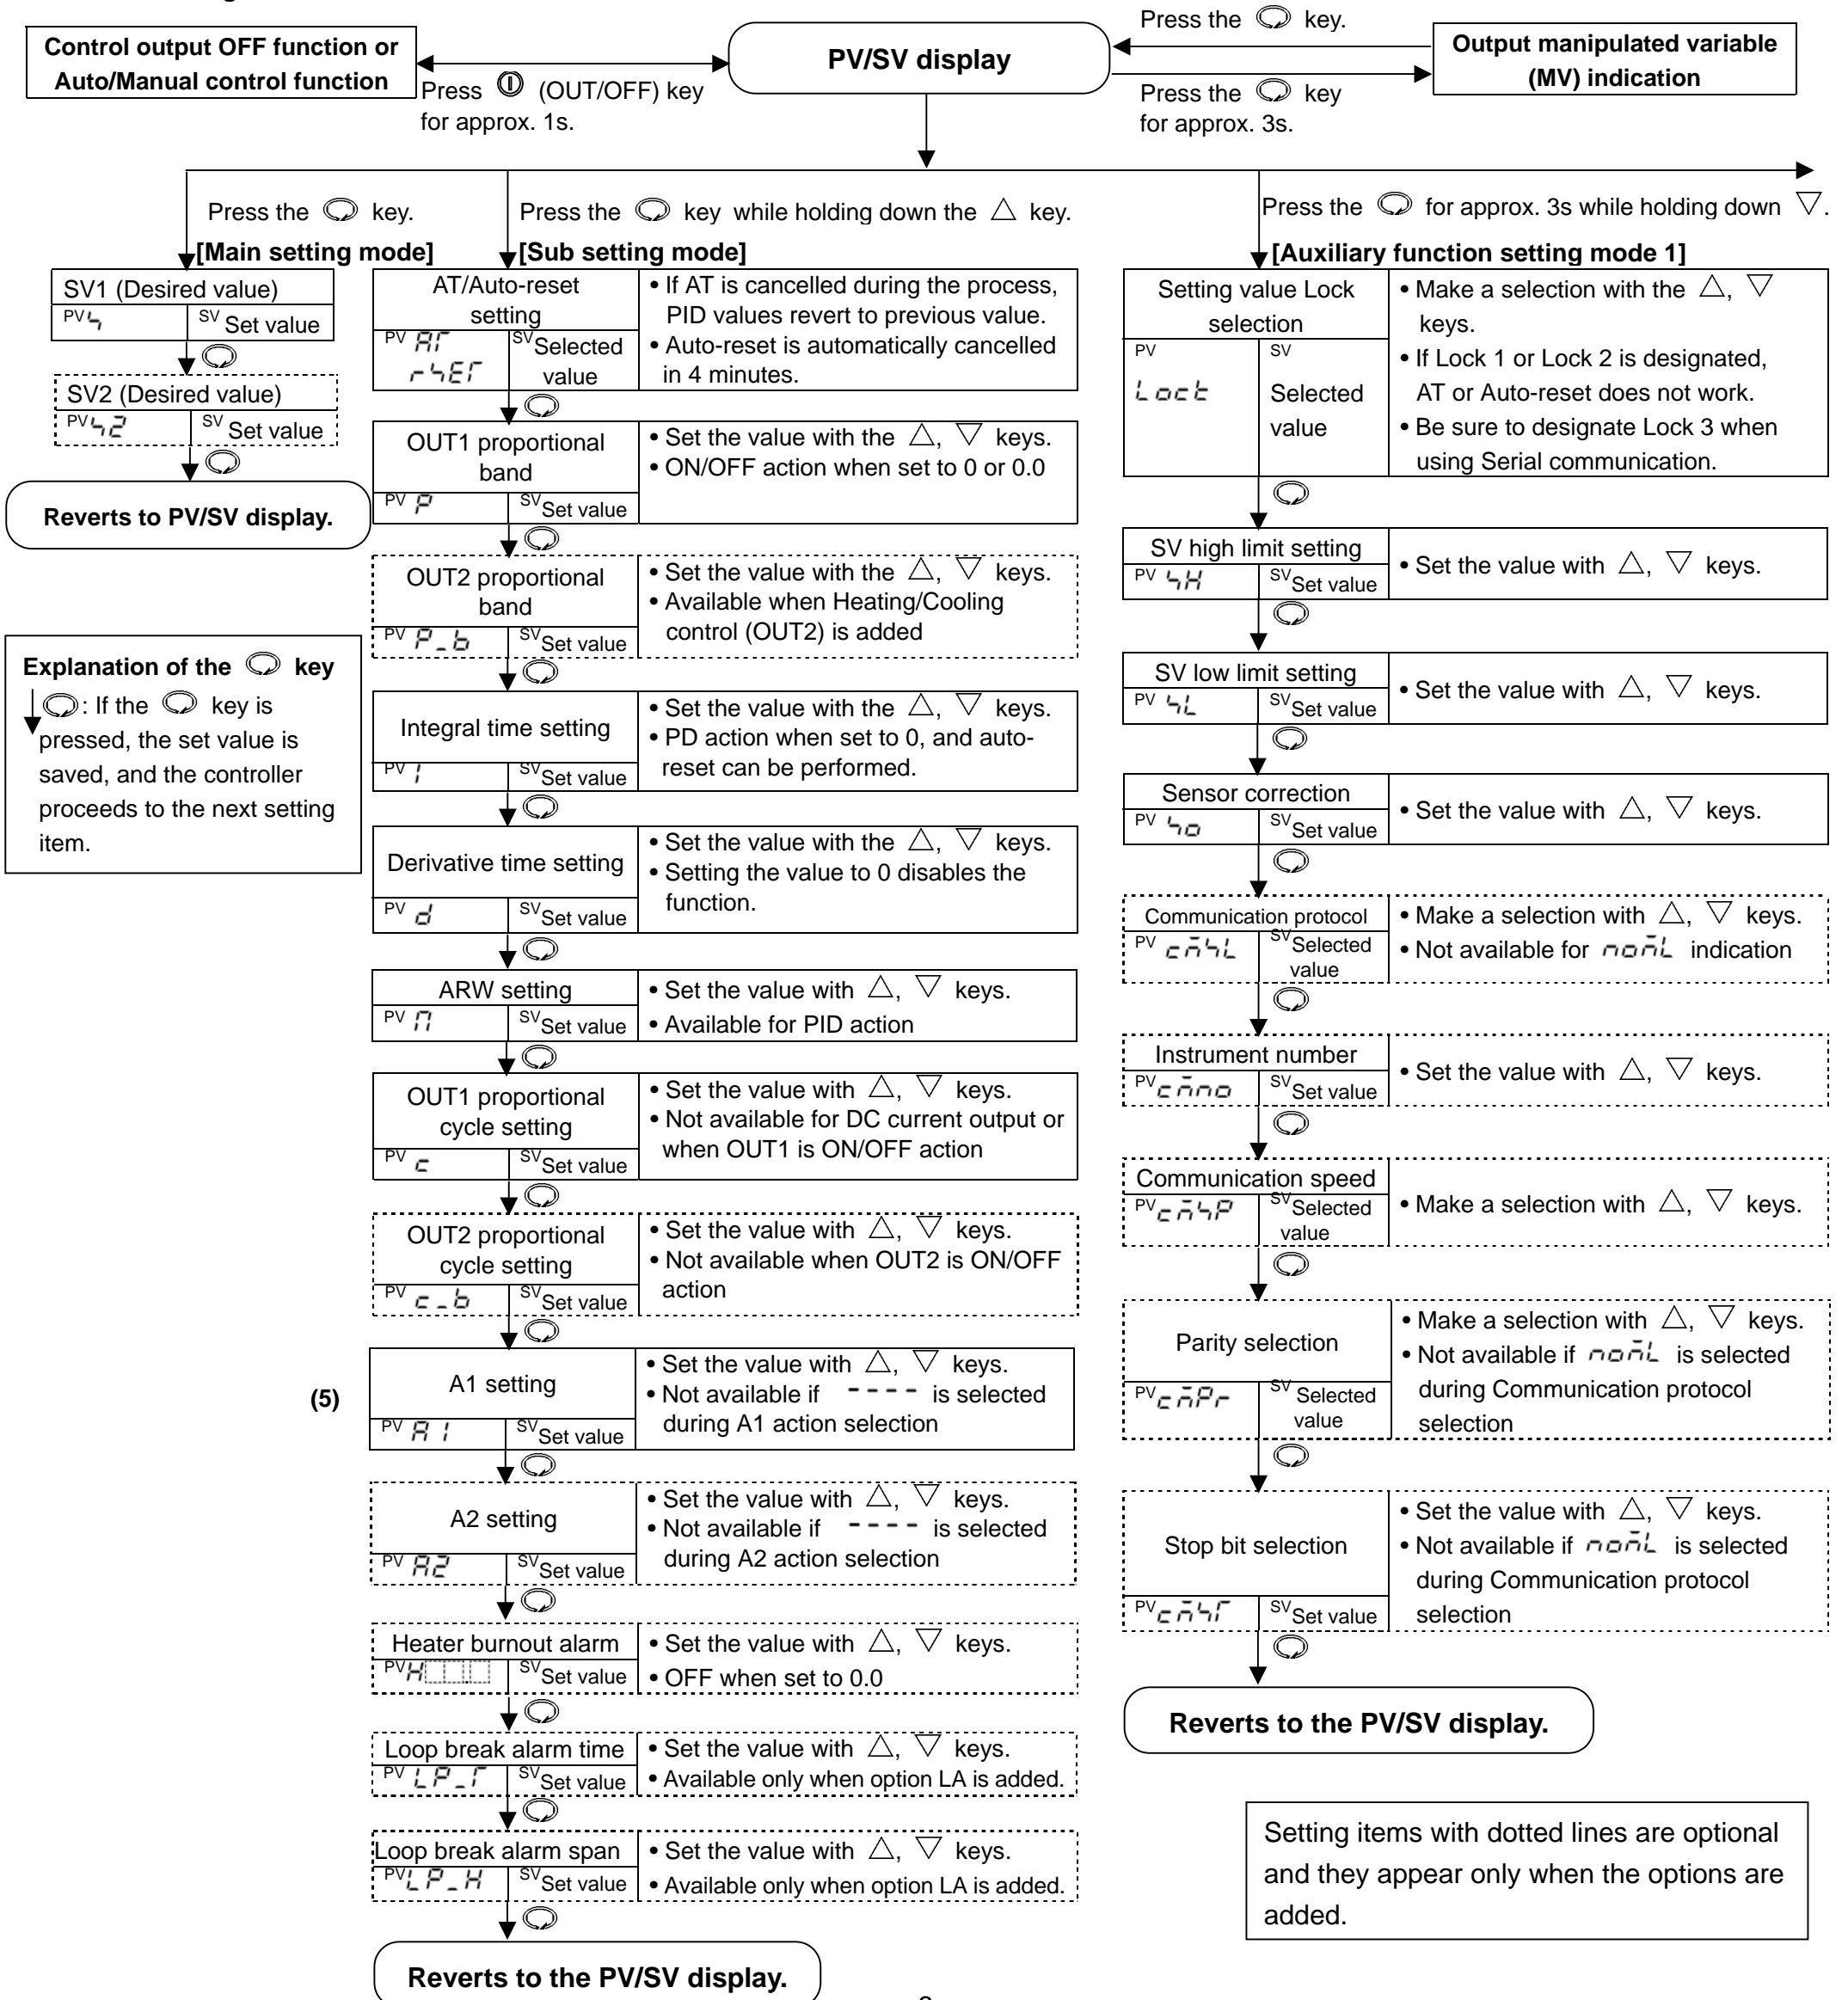 Control output OFF function or
Auto/Manual control function
Press (OUT/OFF) key
for approx. 1s.
PV/SV display
Press the key.
Press the key
for approx. 3s.
Output manipulated variable
(MV) indication
Press the key.
[Main setting mode]
SV1 (Desired value)
PV SV Set value
SV2 (Desired value)
PV SV Set value
Reverts to PV/SV display.
Explanation of the key
: If the key is
pressed, the set value is
saved, and the controller
proceeds to the next setting
item.
Press the key while holding down the △ key.
[Sub setting mode]
AT/Auto-reset
setting
PV AT SV Selected
value
• If AT is cancelled during the process,
PID values revert to previous value.
• Auto-reset is automatically cancelled
in 4 minutes.
OUT1 proportional
band
PV P SV Set value
• Set the value with the △, ▽ keys.
• ON/OFF action when set to 0 or 0.0
OUT2 proportional
band
PV P_b SV Set value
• Set the value with the △, ▽ keys.
• Available when Heating/Cooling
control (OUT2) is added
Integral time setting
PV I SV Set value
• Set the value with the △, ▽ keys.
• PD action when set to 0, and auto-
reset can be performed.
Derivative time setting
PV d SV Set value
• Set the value with the △, ▽ keys.
• Setting the value to 0 disables the
function.
ARW setting
PV SV Set value
• Set the value with △, ▽ keys.
• Available for PID action
OUT1 proportional
cycle setting
PV c SV Set value
• Set the value with △, ▽ keys.
• Not available for DC current output or
when OUT1 is ON/OFF action
OUT2 proportional
cycle setting
PV c_b SV Set value
• Set the value with △, ▽ keys.
• Not available when OUT2 is ON/OFF
action
(5)
A1 setting
PV A1 SV Set value
• Set the value with △, ▽ keys.
• Not available if ---- is selected
during A1 action selection
A2 setting
PV A2 SV Set value
• Set the value with △, ▽ keys.
• Not available if ---- is selected
during A2 action selection
Heater burnout alarm
PV H SV Set value
• Set the value with △, ▽ keys.
• OFF when set to 0.0
Loop break alarm time
PV LP_T SV Set value
• Set the value with △, ▽ keys.
• Available only when option LA is added.
Loop break alarm span
PV LP_H SV Set value
• Set the value with △, ▽ keys.
• Available only when option LA is added.
Reverts to the PV/SV display.
Press the for approx. 3s while holding down ▽.
[Auxiliary function setting mode 1]
Setting value Lock
selection
PV Lock SV Selected
value
• Make a selection with the △, ▽
keys.
• If Lock 1 or Lock 2 is designated,
AT or Auto-reset does not work.
• Be sure to designate Lock 3 when
using Serial communication.
SV high limit setting
PV SV Set value
• Set the value with △, ▽ keys.
SV low limit setting
PV SV Set value
• Set the value with △, ▽ keys.
Sensor correction
PV SV Set value
• Set the value with △, ▽ keys.
Communication protocol
PV SV Selected
value
• Make a selection with △, ▽ keys.
• Not available for indication
Instrument number
PV SV Set value
• Set the value with △, ▽ keys.
Communication speed
PV SV Selected
value
• Make a selection with △, ▽ keys.
Parity selection
PV SV Selected
value
• Make a selection with △, ▽ keys.
• Not available if is selected
during Communication protocol
selection
Stop bit selection
PV SV Set value
• Set the value with △, ▽ keys.
• Not available if is selected
during Communication protocol
selection
Reverts to the PV/SV display.
Setting items with dotted lines are optional
and they appear only when the options are
added.